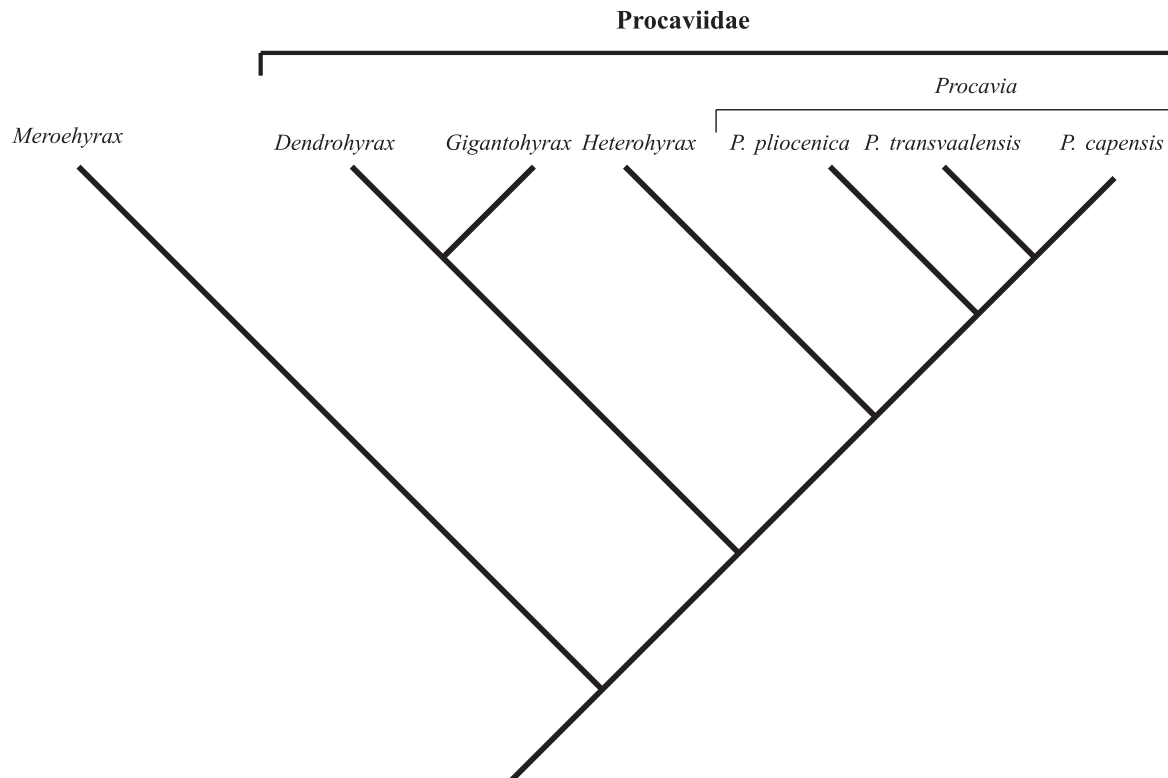 Procaviidae
Procavia
Meroehyrax
Dendrohyrax
Gigantohyrax
Heterohyrax
P. pliocenica
P. transvaalensis
P. capensis